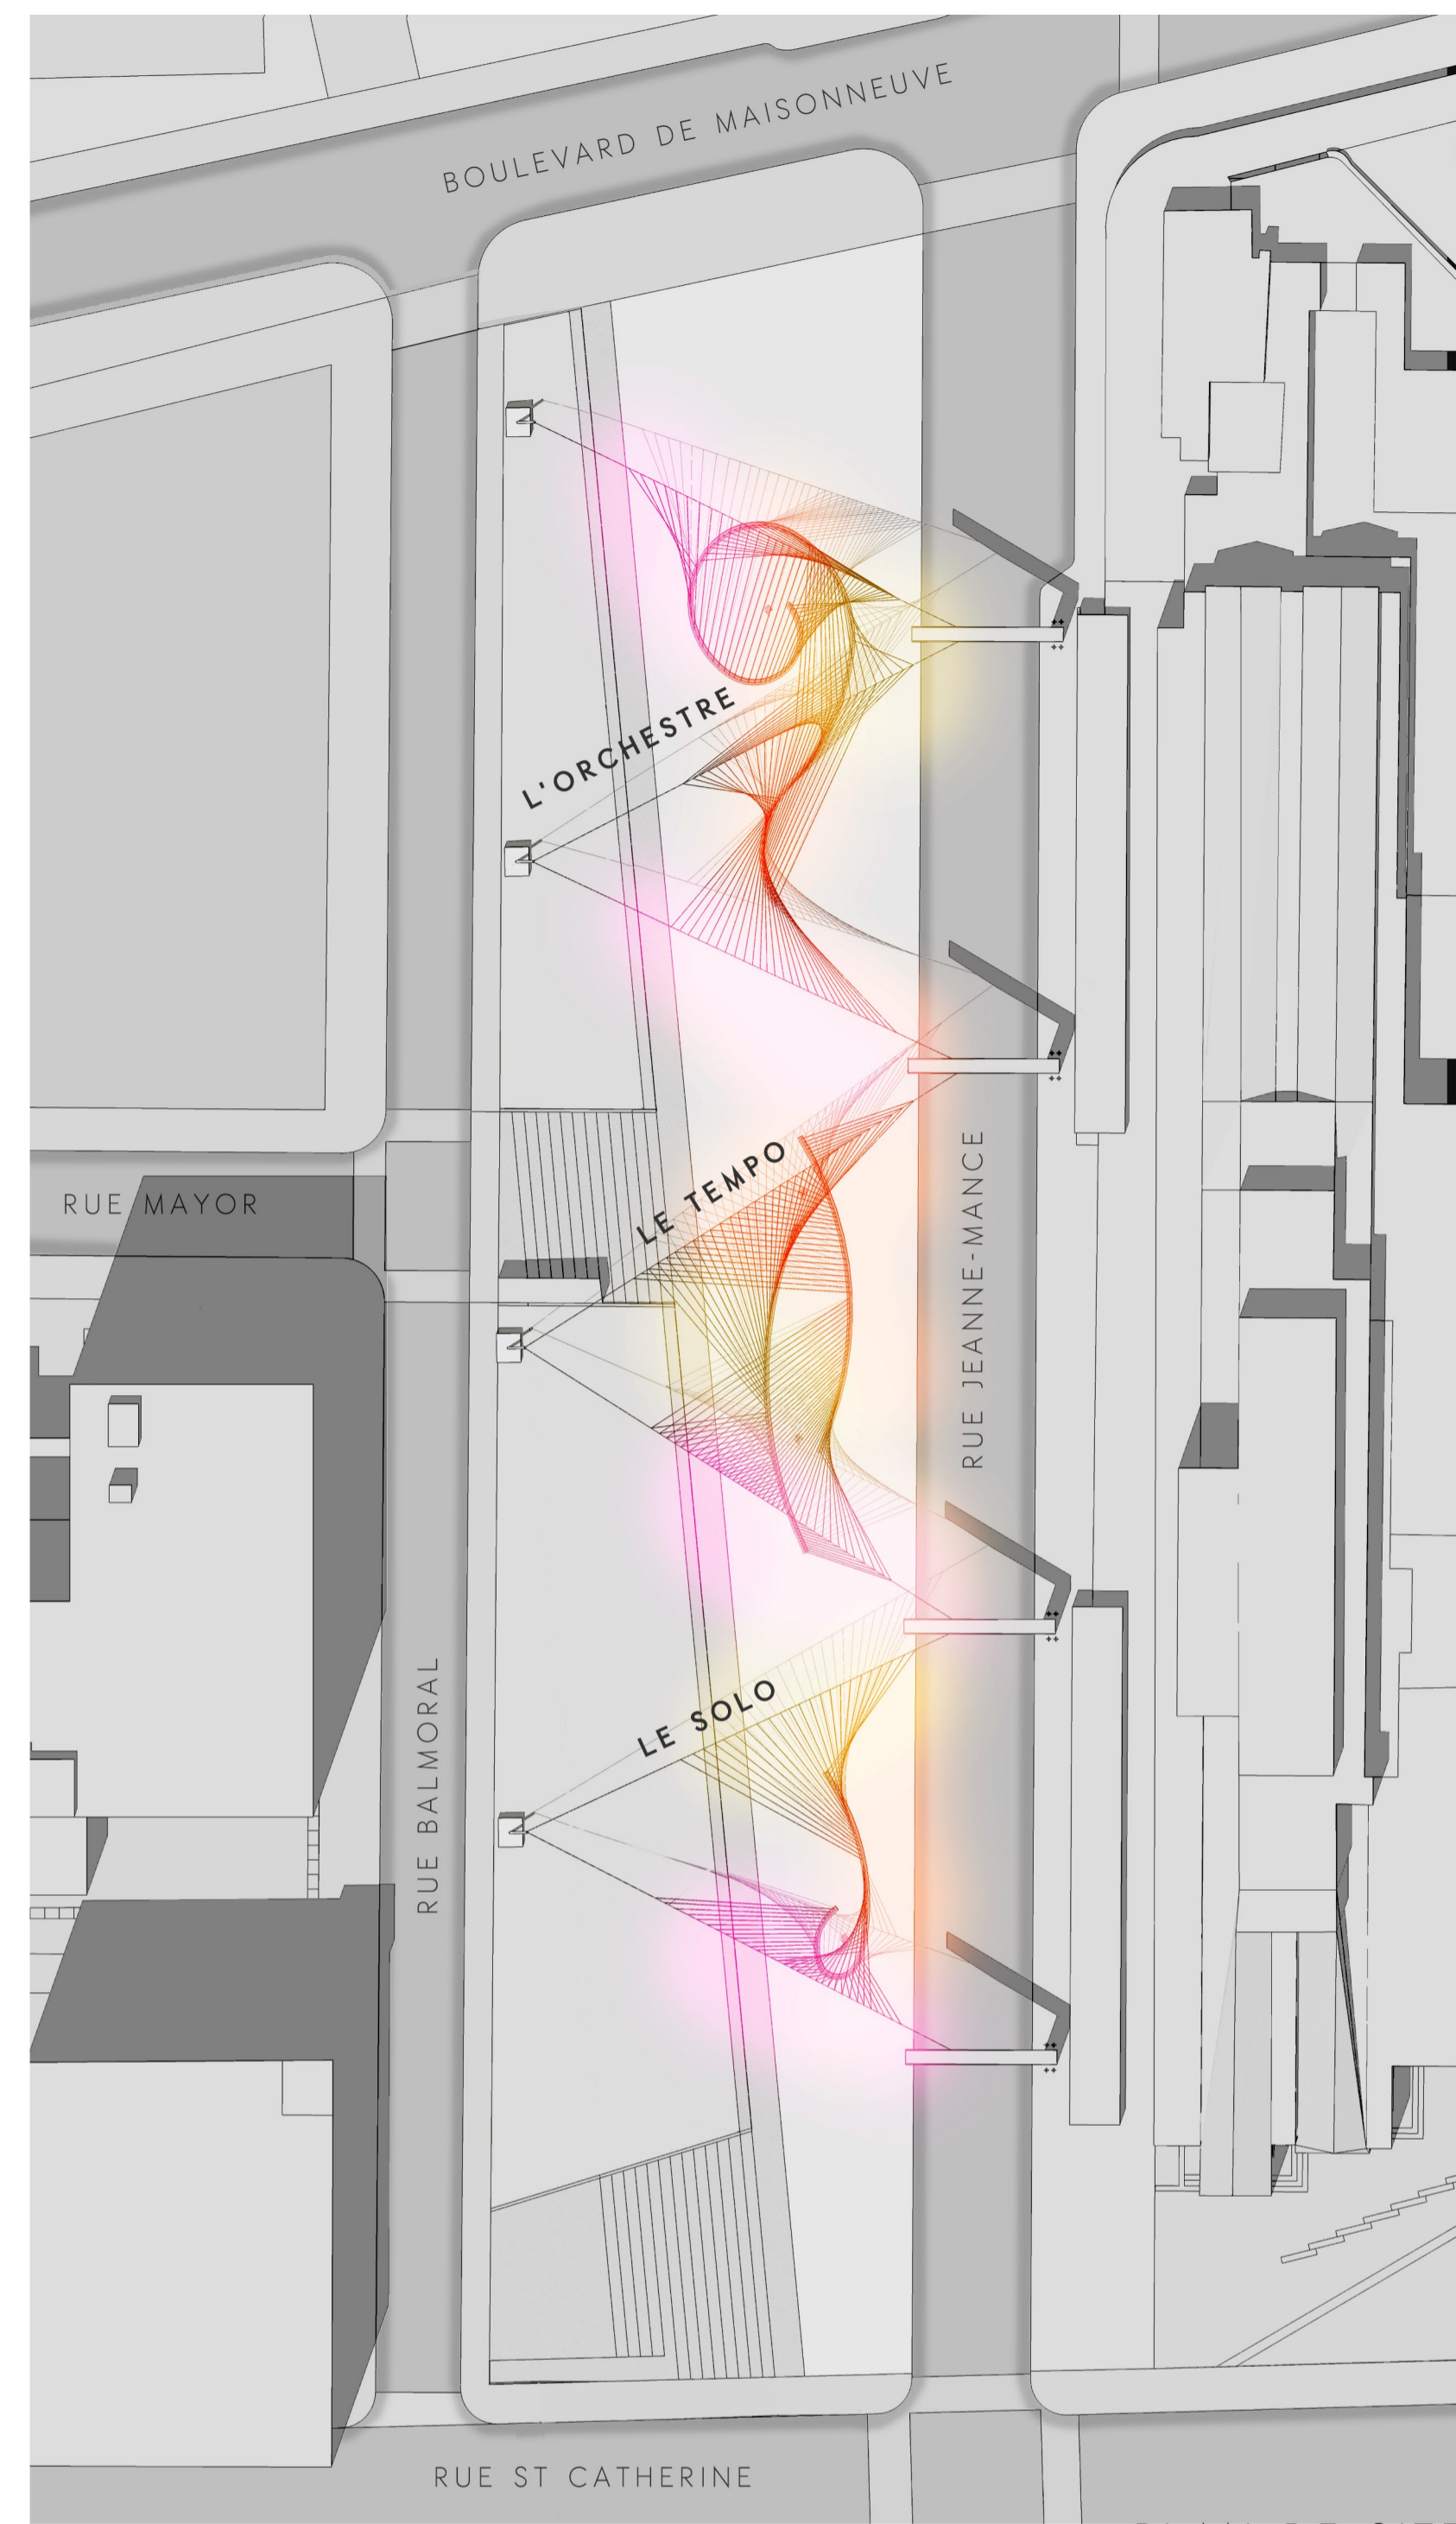 BOULEVARD DE MAISONNEUVE
L'ORCHESTRE
LE TEMPO
RUE MAYOR
RUE JEANNE-MANCE
LE SOLO
RUE BALMORAL
RUE ST CATHERINE